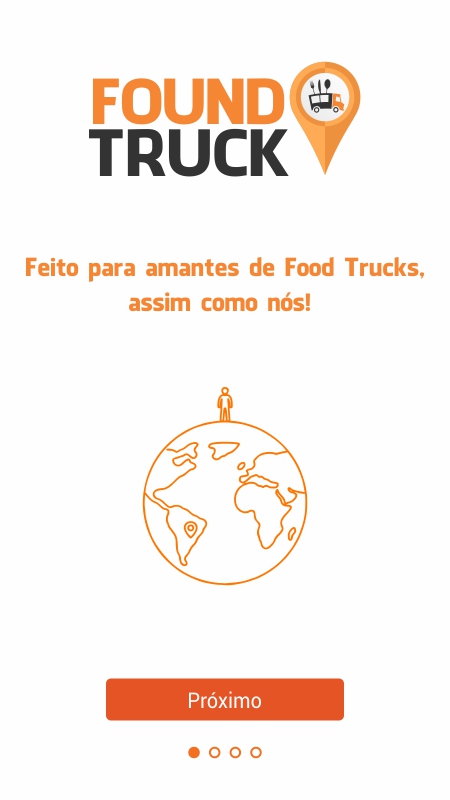 FOUND
TRUCK
Feito para amantes de Food Trucks,
assim como nós!
Próximo